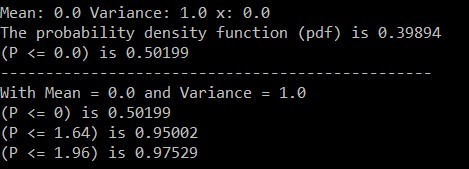 Mean: 0.0 Variance: 1.0 x: 0.0
The probability density function (pdf) is 0.39894
(P <= 0.0) is 0.50199
------------------------------------------------
With Mean = 0.0 and Variance = 1.0
(P <= 0) is 0.50199
(P <= 1.64) is 0.95002
(P <= 1.96) is 0.97529